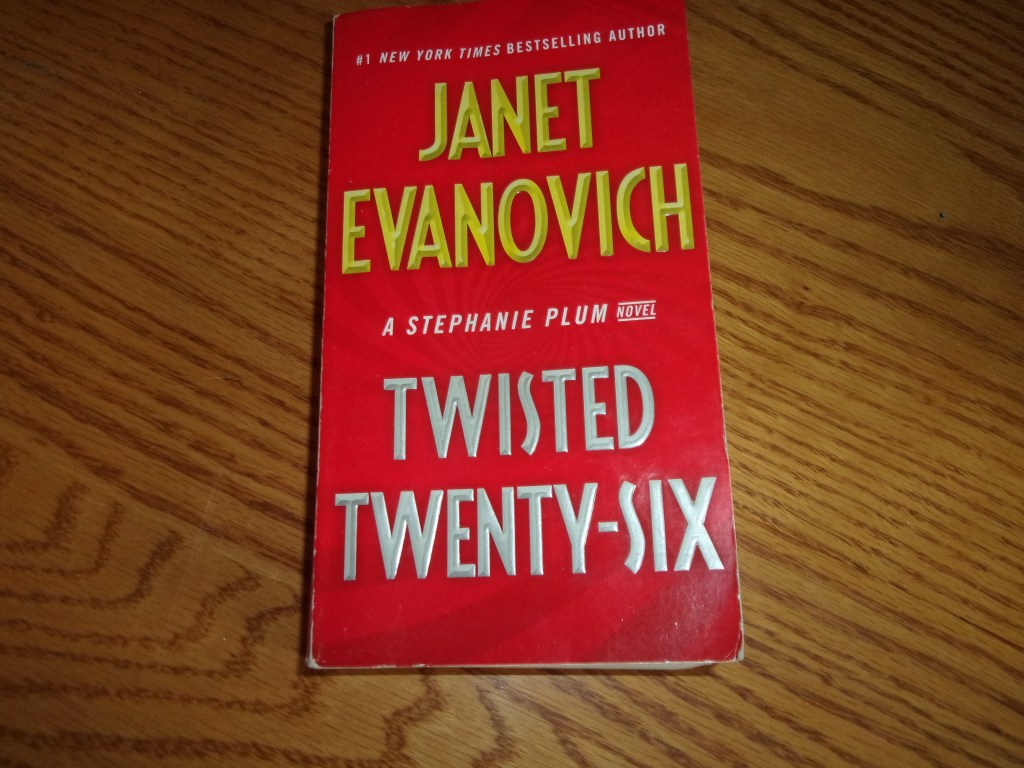 #1 NEW YORK TIMES BESTSELLING AUTHOR
JANET
EVANOVICH
A STEPHANIE PLUM NOVEL
TWISTED
TWENTY-SIX